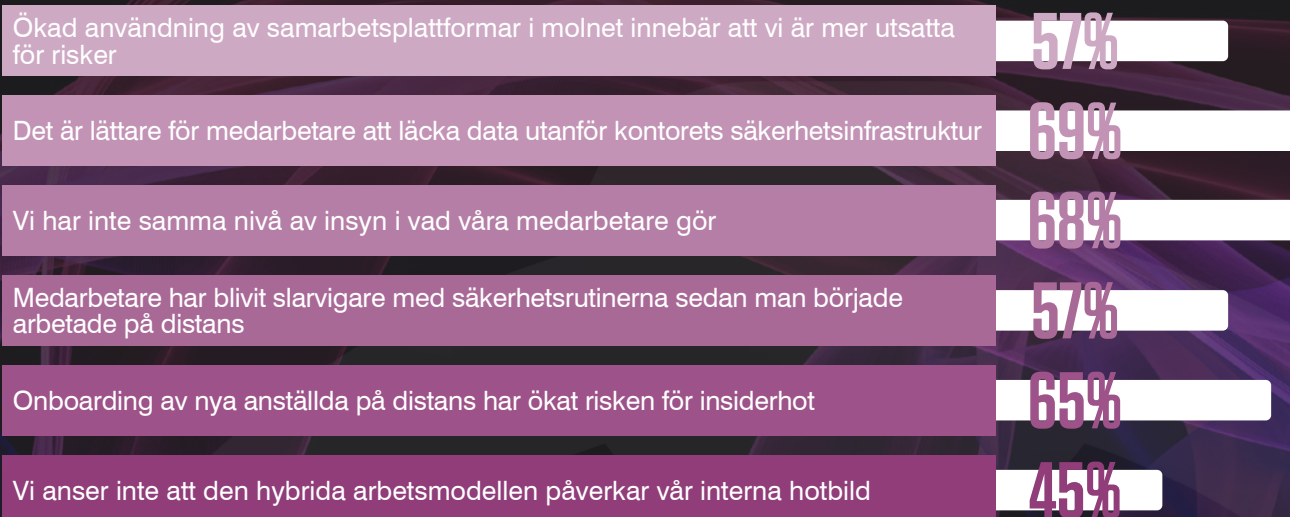 Ökad användning av samarbetsplattformar i molnet innebär att vi är mer utsatta
för risker
57%
Det är lättare för medarbetare att läcka data utanför kontorets säkerhetsinfrastruktur
69%
Vi har inte samma nivå av insyn i vad våra medarbetare gör
68%
Medarbetare har blivit slarvigare med säkerhetsrutinerna sedan man började
arbetade på distans
57%
Onboarding av nya anställda på distans har ökat risken för insiderhot
65%
Vi anser inte att den hybrida arbetsmodellen påverkar vår interna hotbild
45%